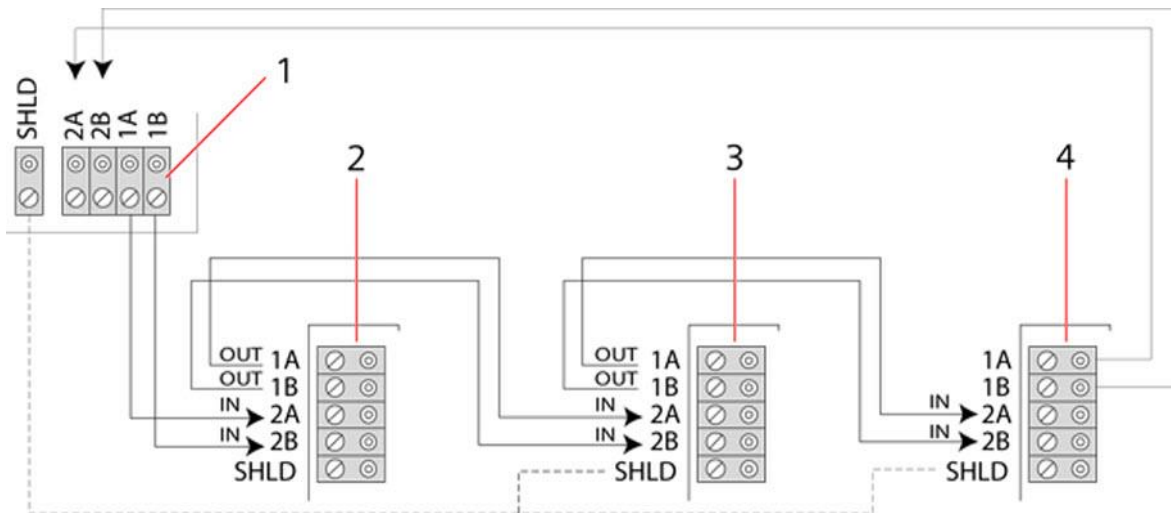 SHLD 2A 2B 1A 1B
1
2
3
4
OUT 1A
OUT 1B
IN 2A
IN 2B
SHLD
OUT 1A
OUT 1B
IN 2A
IN 2B
SHLD
1A
1B
IN 2A
IN 2B
SHLD